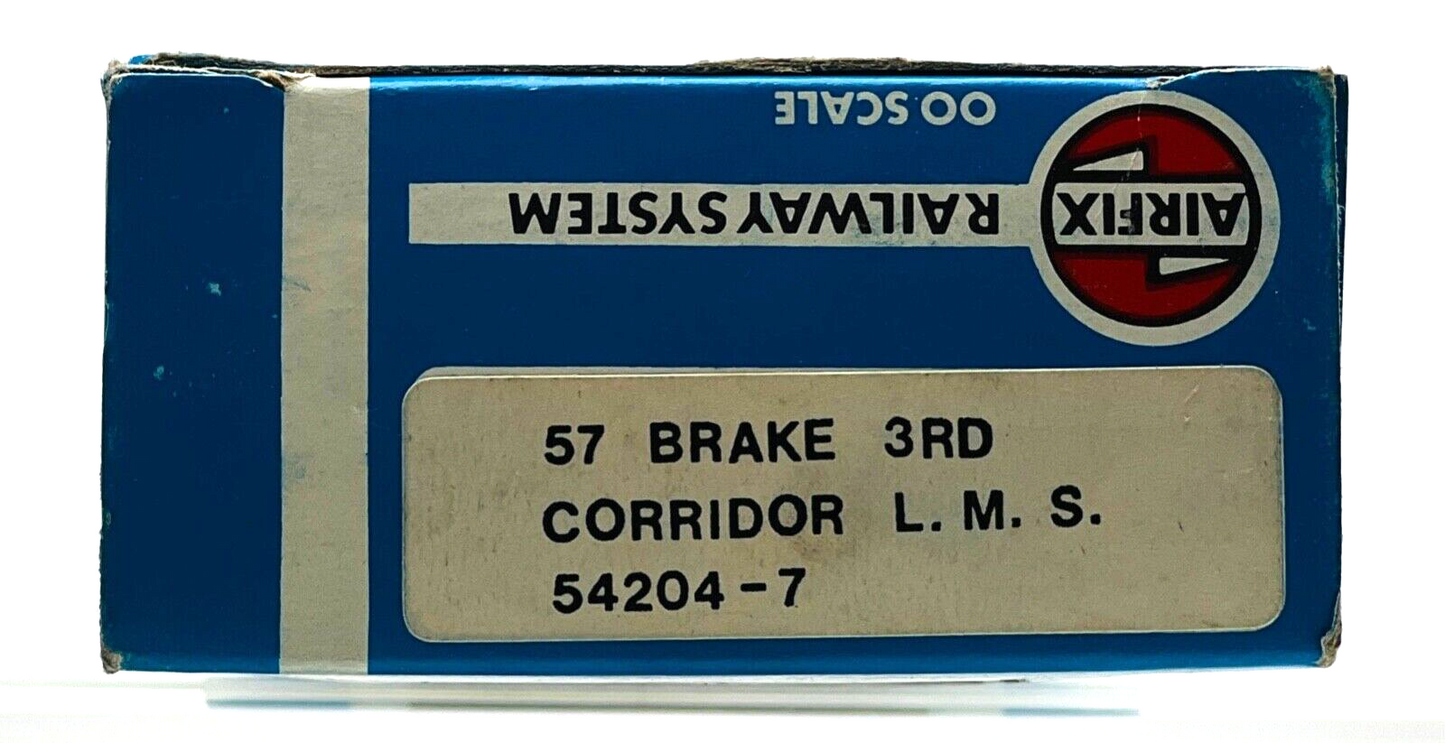 OO SCALE
AIRFIX RAILWAY SYSTEM
57 BRAKE 3RD
CORRIDOR L. M. S.
54204-7